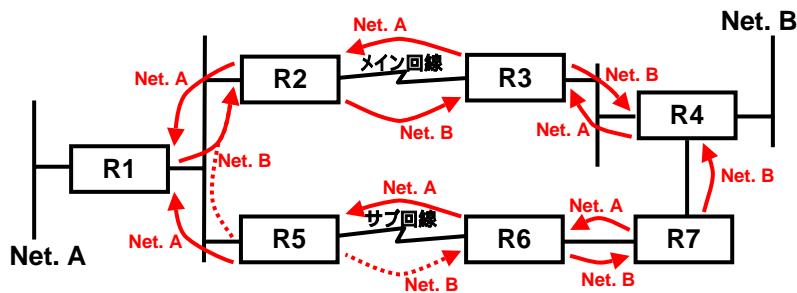 Net. B
Net. A
メイン回線
Net. A
R2
R3
Net. B
R4
Net. B
Net. A
R1
Net. B
Net. A
Net. B
サブ回線
Net. A
Net. A
R5
R6
R7
Net. B
Net. B
Net. A